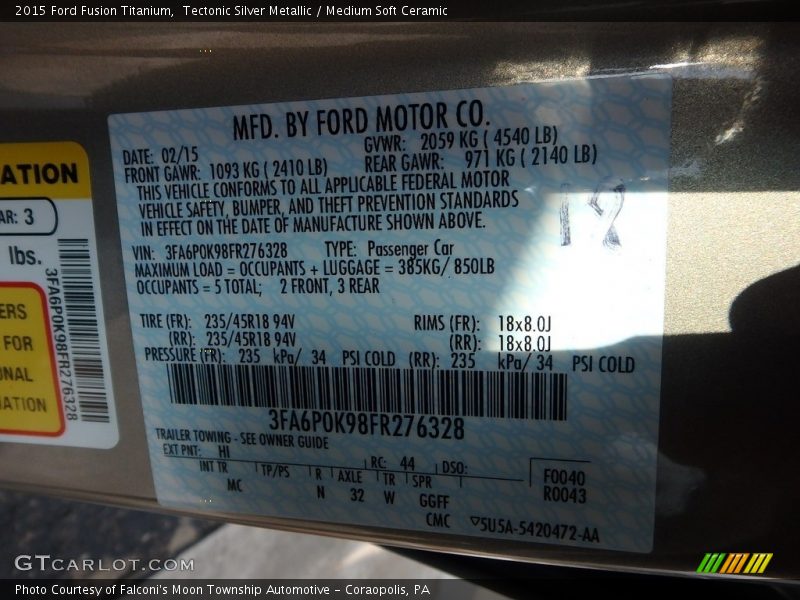 2015 Ford Fusion Titanium,  Tectonic Silver Metallic / Medium Soft Ceramic
ATION
AR: 3
lbs.
3FA6P0K98FR276328
ERS
FOR
ONAL
MATION
MFD. BY FORD MOTOR CO.
DATE: 02/15 GVWR: 2059 KG ( 4540 LB)
FRONT GAWR: 1093 KG ( 2410 LB) REAR GAWR: 971 KG ( 2140 LB)
THIS VEHICLE CONFORMS TO ALL APPLICABLE FEDERAL MOTOR
VEHICLE SAFETY, BUMPER, AND THEFT PREVENTION STANDARDS
IN EFFECT ON THE DATE OF MANUFACTURE SHOWN ABOVE.
18
VIN: 3FA6P0K98FR276328 TYPE: Passenger Car
MAXIMUM LOAD = OCCUPANTS + LUGGAGE = 385KG/ 850LB
OCCUPANTS = 5 TOTAL; 2 FRONT, 3 REAR
TIRE (FR): 235/45R18 94V RIMS (FR): 18x8.0J
(RR): 235/45R18 94V (RR): 18x8.0J
PRESSURE (FR): 235 kPa/ 34 PSI COLD (RR): 235 kPa/ 34 PSI COLD
3FA6P0K98FR276328
TRAILER TOWING - SEE OWNER GUIDE
EXT PNT: HI RC: 44 DSO: F0040
INT TR TP/PS R AXLE TR SPR R0043
MC N 32 W GGFF
CMC ▽5U5A-5420472-AA
GTCARLOT.COM
Photo Courtesy of Falconi's Moon Township Automotive - Coraopolis, PA